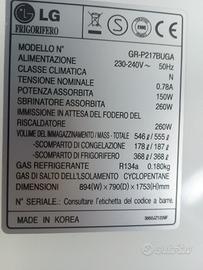 LG
FRIGORIFERO
MODELLO N° GR-P217BUGA
ALIMENTAZIONE 230-240V~ 50Hz
CLASSE CLIMATICA N
TENSIONE NOMINALE 0.78A
POTENZA ASSORBITA 150W
SBRINATORE ASSORBITA 260W
IMMISSIONE IN ATTESA DEL FODERO DEL
RISCALDATORE 260W
VOLUME DEL IMMAGAZZINAMENTO / MASS - TOTALE 546 ℓ / 555 ℓ
-SCOMPARTO DI CONGELAZIONE 178 ℓ / 187 ℓ
-SCOMPARTO DI FRIGORIFERO 368 ℓ / 368 ℓ
GAS REFRIGERANTE R134a 0.180kg
GAS DI SALTO DELL'ISOLAMENTO CYCLOPENTANE
DIMENSIONI 894(W) × 790(D) × 1753(H)mm
N° SERIALE: Consultare l'etichetta del codice a barre.
MADE IN KOREA
subito